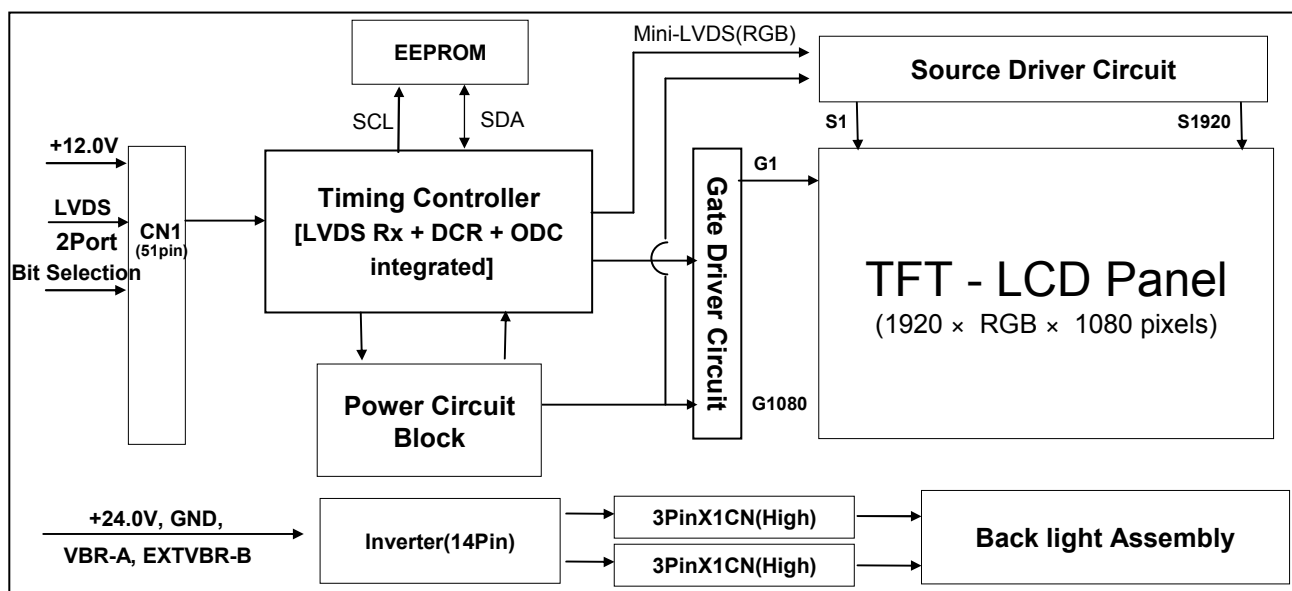 Mini-LVDS(RGB)
EEPROM
Source Driver Circuit
SCL
SDA
S1
S1920
+12.0V
LVDS
2Port
Bit Selection
CN1
(51pin)
Timing Controller
[LVDS Rx + DCR + ODC
integrated]
Gate Driver Circuit
G1
G1080
TFT - LCD Panel
(1920 × RGB × 1080 pixels)
Power Circuit
Block
+24.0V, GND,
VBR-A, EXTVBR-B
Inverter(14Pin)
3PinX1CN(High)
3PinX1CN(High)
Back light Assembly